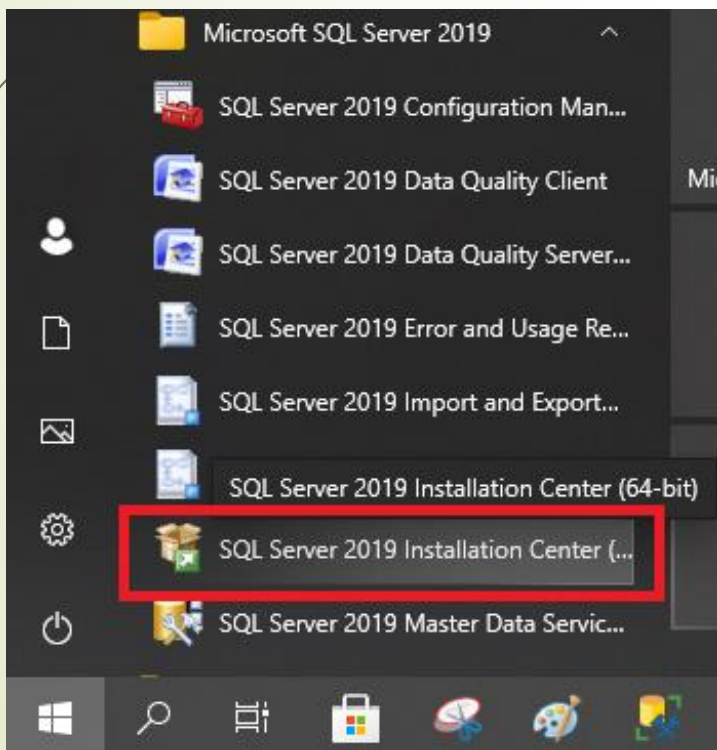 Microsoft SQL Server 2019
SQL Server 2019 Configuration Man...
SQL Server 2019 Data Quality Client
Mi
SQL Server 2019 Data Quality Server...
SQL Server 2019 Error and Usage Re...
SQL Server 2019 Import and Export...
SQL Server 2019 Installation Center (64-bit)
SQL Server 2019 Installation Center (...
SQL Server 2019 Master Data Servic...